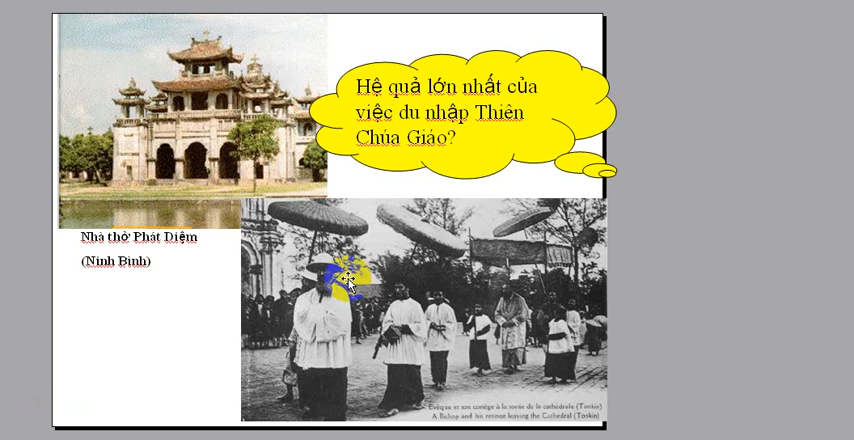 Hệ quả lớn nhất của
việc du nhập Thiên
Chúa Giáo?
Nhà thờ Phát Diệm
(Ninh Bình)
Evêque et son cortège à la sortie de la cathédrale (Tonkin)
A Bishop and his retinue leaving the Cathedral (Tonkin)